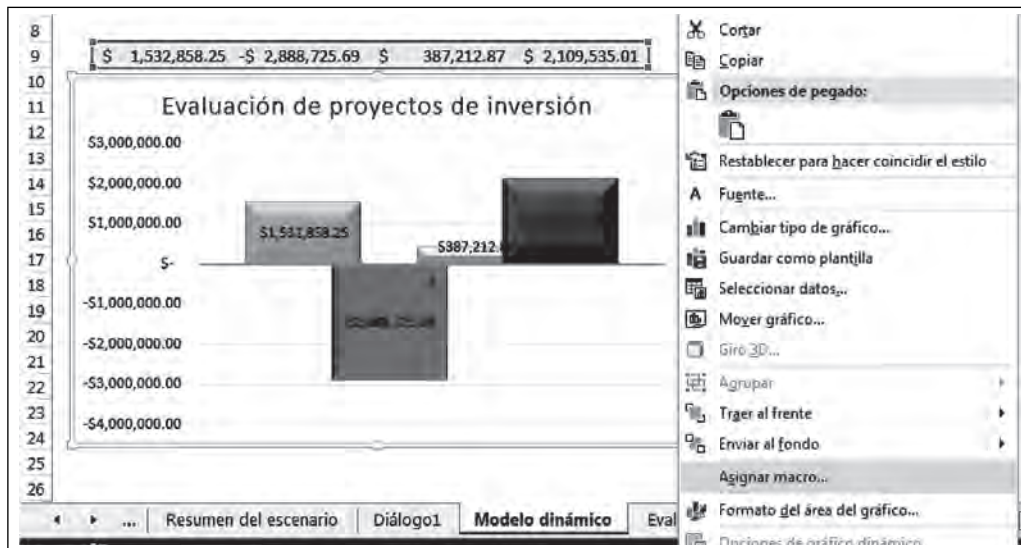 8
9 $ 1,532,858.25 -$ 2,888,725.69 $ 387,212.87 $ 2,109,535.01
10
11 Evaluación de proyectos de inversión
12
13
14
15
16
17
18
19
20
21
22
23
24
25
26
$3,000,000.00
$2,000,000.00
$1,000,000.00
$-
-$1,000,000.00
-$2,000,000.00
-$3,000,000.00
-$4,000,000.00
$1,532,858.25
$387,212.
... Resumen del escenario Diálogo1 Modelo dinámico Eval
Cortar
Copiar
Opciones de pegado:
Restablecer para hacer coincidir el estilo
A Fuente...
Cambiar tipo de gráfico...
Guardar como plantilla
Seleccionar datos...
Mover gráfico...
Giro 3D...
Agrupar
Traer al frente
Enviar al fondo
Asignar macro...
Formato del área del gráfico...
Opciones de gráfico dinámico